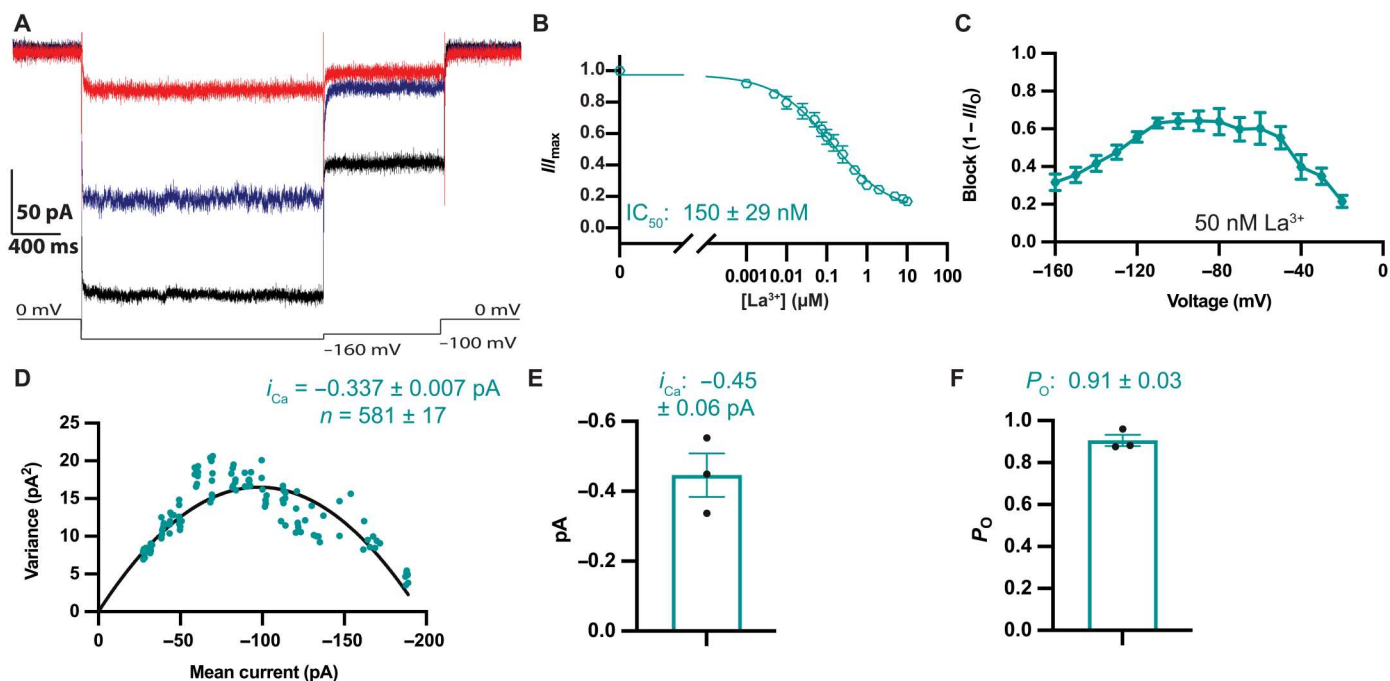 A
50 pA
400 ms
0 mV
0 mV
−160 mV
−100 mV
B
I/Imax
1.0
0.8
0.6
0.4
0.2
0.0
IC50: 150 ± 29 nM
0
0.001
0.01
0.1
1
10
100
[La³⁺] (µM)
C
Block (1 – I/IO)
1.0
0.8
0.6
0.4
0.2
0.0
50 nM La³⁺
−160
−120
−80
−40
0
Voltage (mV)
D
iCa = −0.337 ± 0.007 pA
n = 581 ± 17
Variance (pA²)
25
20
15
10
5
0
0
−50
−100
−150
−200
Mean current (pA)
E
iCa: −0.45
± 0.06 pA
pA
−0.6
−0.4
−0.2
0.0
F
PO: 0.91 ± 0.03
PO
1.0
0.8
0.6
0.4
0.2
0.0